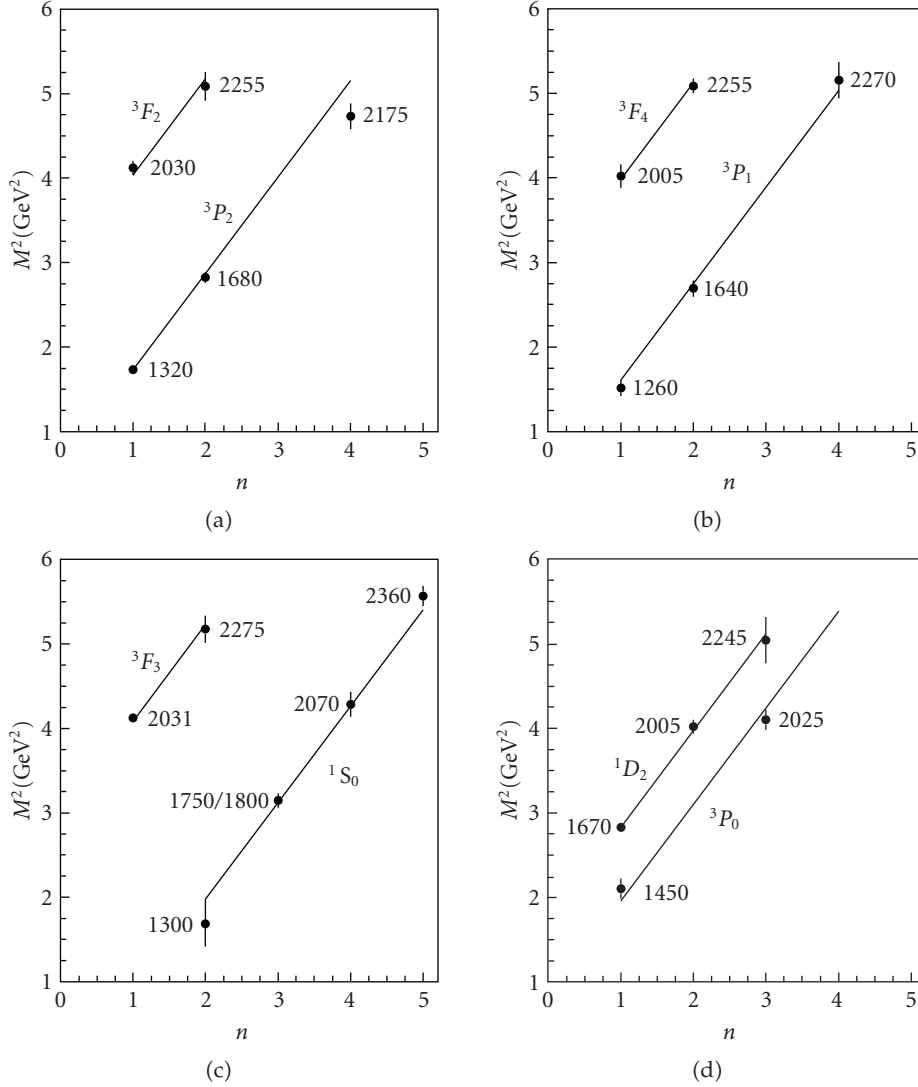 6
5
4
3
2
1
0 1 2 3 4 5
M²(GeV²)
n
³F₂
2255
2030
³P₂
2175
1680
1320
(a)
6
5
4
3
2
1
0 1 2 3 4 5
M²(GeV²)
n
³F₄
2255
2005
³P₁
2270
1640
1260
(b)
6
5
4
3
2
1
0 1 2 3 4 5
M²(GeV²)
n
³F₃
2275
2031
2360
2070
¹S₀
1750/1800
1300
(c)
6
5
4
3
2
1
0 1 2 3 4 5
M²(GeV²)
n
2245
2005
2025
¹D₂
³P₀
1670
1450
(d)